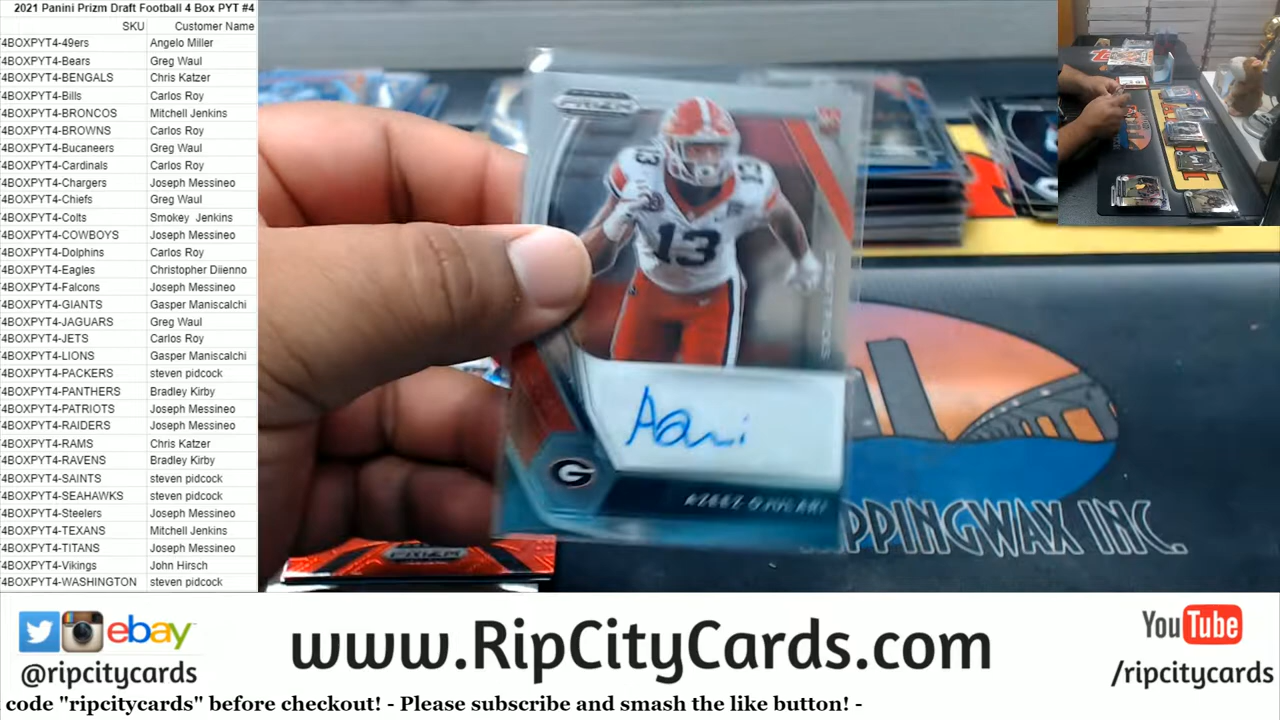 2021 Panini Prizm Draft Football 4 Box PYT #4
SKU Customer Name
4BOXPYT4-49ers Angelo Miller
4BOXPYT4-Bears Greg Waul
4BOXPYT4-BENGALS Chris Katzer
4BOXPYT4-Bills Carlos Roy
4BOXPYT4-BRONCOS Mitchell Jenkins
4BOXPYT4-BROWNS Carlos Roy
4BOXPYT4-Bucaneers Greg Waul
4BOXPYT4-Cardinals Carlos Roy
4BOXPYT4-Chargers Joseph Messineo
4BOXPYT4-Chiefs Greg Waul
4BOXPYT4-Colts Smokey Jenkins
4BOXPYT4-COWBOYS Joseph Messineo
4BOXPYT4-Dolphins Carlos Roy
4BOXPYT4-Eagles Christopher Diienno
4BOXPYT4-Falcons Joseph Messineo
4BOXPYT4-GIANTS Gasper Maniscalchi
4BOXPYT4-JAGUARS Greg Waul
4BOXPYT4-JETS Carlos Roy
4BOXPYT4-LIONS Gasper Maniscalchi
4BOXPYT4-PACKERS steven pidcock
4BOXPYT4-PANTHERS Bradley Kirby
4BOXPYT4-PATRIOTS Joseph Messineo
4BOXPYT4-RAIDERS Joseph Messineo
4BOXPYT4-RAMS Chris Katzer
4BOXPYT4-RAVENS Bradley Kirby
4BOXPYT4-SAINTS steven pidcock
4BOXPYT4-SEAHAWKS steven pidcock
4BOXPYT4-Steelers Joseph Messineo
4BOXPYT4-TEXANS Mitchell Jenkins
4BOXPYT4-TITANS Joseph Messineo
4BOXPYT4-Vikings John Hirsch
4BOXPYT4-WASHINGTON steven pidcock
PRIZM
13
13
13
G
AZEEZ OJULARI
PRIZM
PPINGWAX INC.
ebay
@ripcitycards
www.RipCityCards.com
YouTube
/ripcitycards
code "ripcitycards" before checkout! - Please subscribe and smash the like button! -